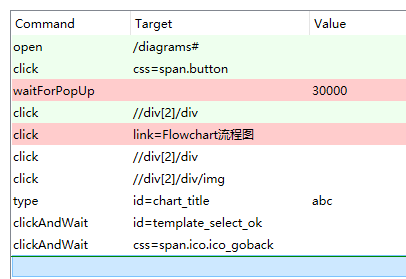 Command Target Value
open /diagrams#
click css=span.button
waitForPopUp 30000
click //div[2]/div
click link=Flowchart流程图
click //div[2]/div
click //div[2]/div/img
type id=chart_title abc
clickAndWait id=template_select_ok
clickAndWait css=span.ico.ico_goback